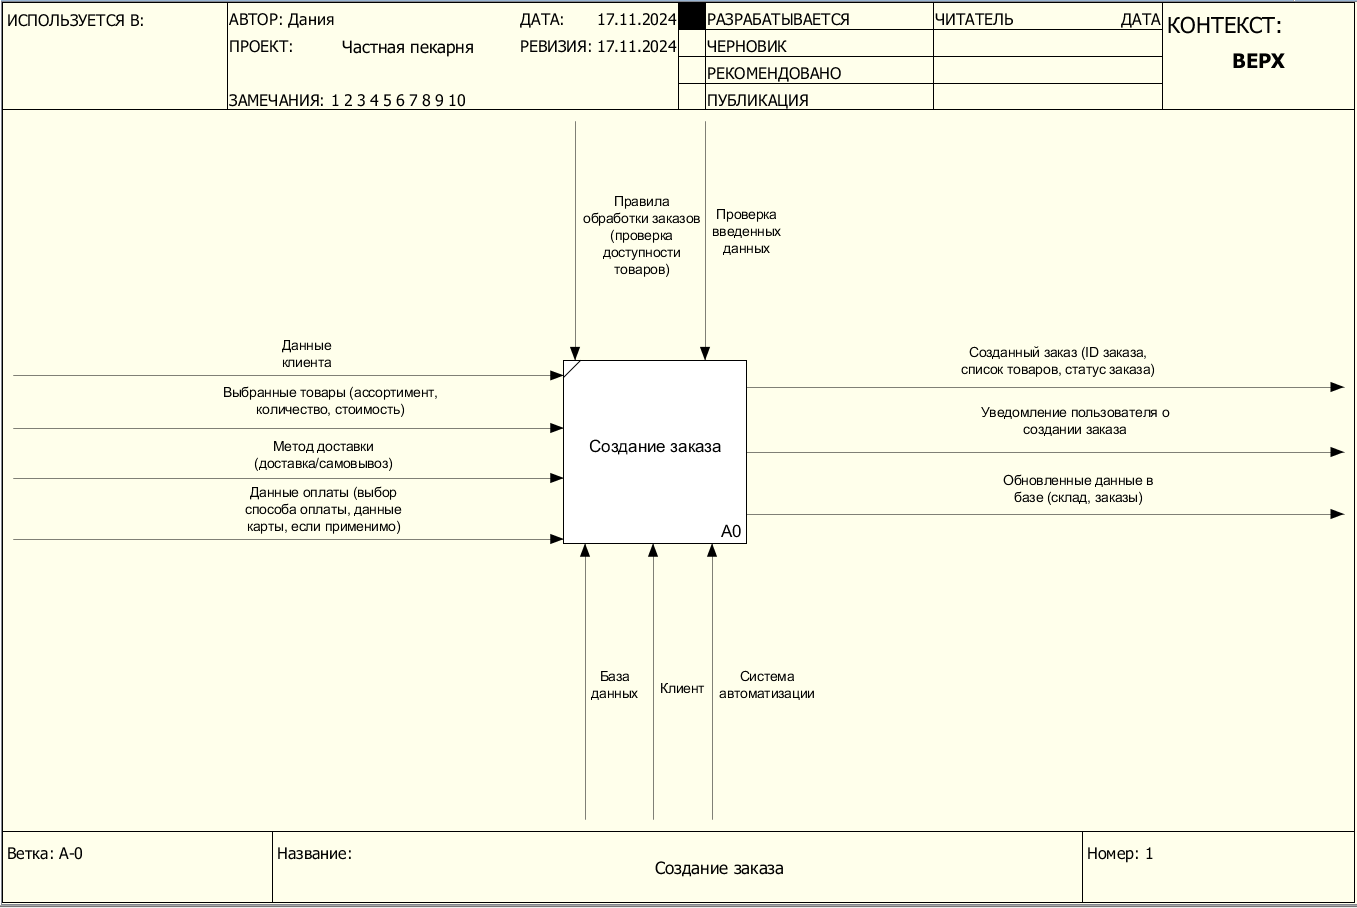 ИСПОЛЬЗУЕТСЯ В:
АВТОР: Дания
ДАТА: 17.11.2024
ПРОЕКТ: Частная пекарня
РЕВИЗИЯ: 17.11.2024
ЗАМЕЧАНИЯ: 1 2 3 4 5 6 7 8 9 10
РАЗРАБАТЫВАЕТСЯ
ЧЕРНОВИК
РЕКОМЕНДОВАНО
ПУБЛИКАЦИЯ
ЧИТАТЕЛЬ
ДАТА
КОНТЕКСТ:
ВЕРХ
Правила
обработки заказов
(проверка
доступности
товаров)
Проверка
введенных
данных
Данные
клиента
Выбранные товары (ассортимент,
количество, стоимость)
Метод доставки
(доставка/самовывоз)
Данные оплаты (выбор
способа оплаты, данные
карты, если применимо)
Создание заказа
A0
Созданный заказ (ID заказа,
список товаров, статус заказа)
Уведомление пользователя о
создании заказа
Обновленные данные в
базе (склад, заказы)
База
данных
Клиент
Система
автоматизации
Ветка: A-0
Название:
Создание заказа
Номер: 1